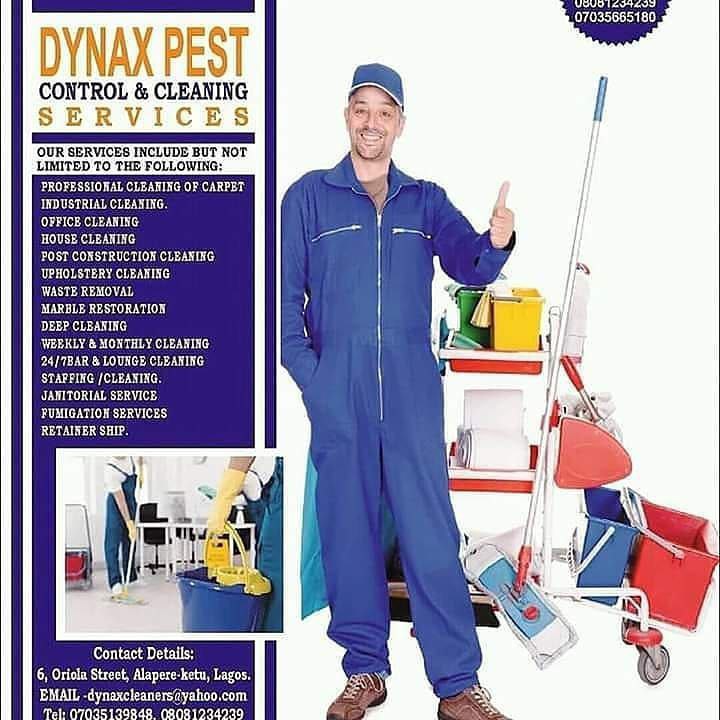 08081234239
07035665180
DYNAX PEST
CONTROL & CLEANING
SERVICES
OUR SERVICES INCLUDE BUT NOT
LIMITED TO THE FOLLOWING:
PROFESSIONAL CLEANING OF CARPET
INDUSTRIAL CLEANING.
OFFICE CLEANING
HOUSE CLEANING
POST CONSTRUCTION CLEANING
UPHOLSTERY CLEANING
WASTE REMOVAL
MARBLE RESTORATION
DEEP CLEANING
WEEKLY & MONTHLY CLEANING
24/7BAR & LOUNGE CLEANING
STAFFING /CLEANING.
JANITORIAL SERVICE
FUMIGATION SERVICES
RETAINER SHIP.
Contact Details:
6, Oriola Street, Alapere-ketu, Lagos.
EMAIL -dynaxcleaners@yahoo.com
Tel: 07035139848, 08081234239